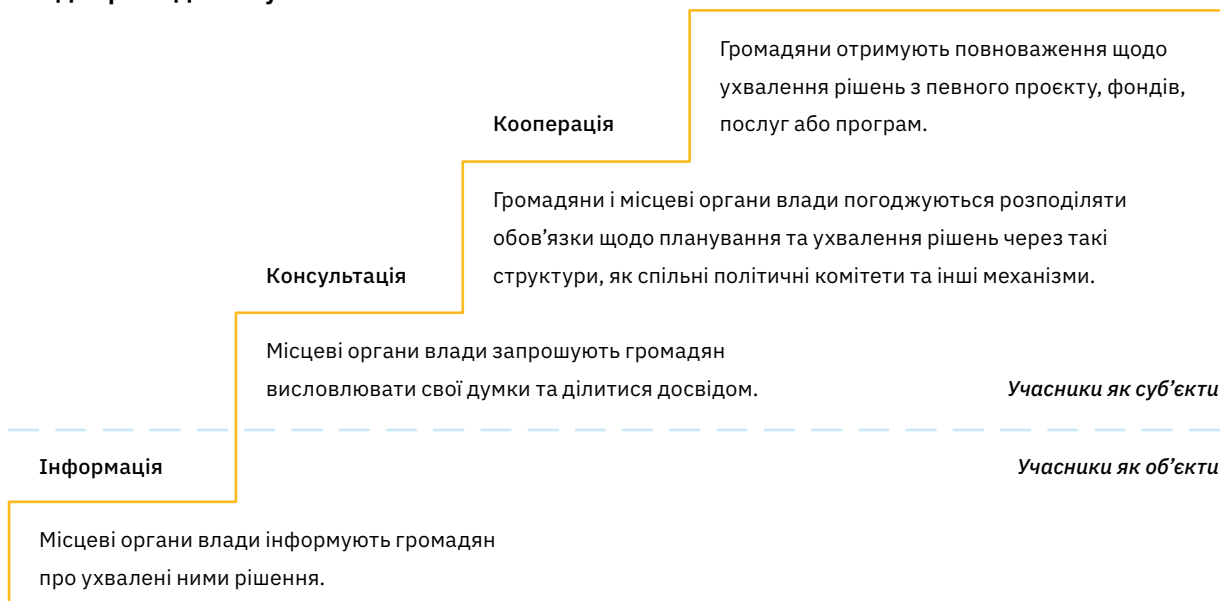 Громадяни отримують повноваження щодо
ухвалення рішень з певного проєкту, фондів,
послуг або програм.
Кооперація
Громадяни і місцеві органи влади погоджуються розподіляти
обов’язки щодо планування та ухвалення рішень через такі
структури, як спільні політичні комітети та інші механізми.
Консультація
Місцеві органи влади запрошують громадян
висловлювати свої думки та ділитися досвідом.
Учасники як суб’єкти
Інформація
Учасники як об’єкти
Місцеві органи влади інформують громадян
про ухвалені ними рішення.